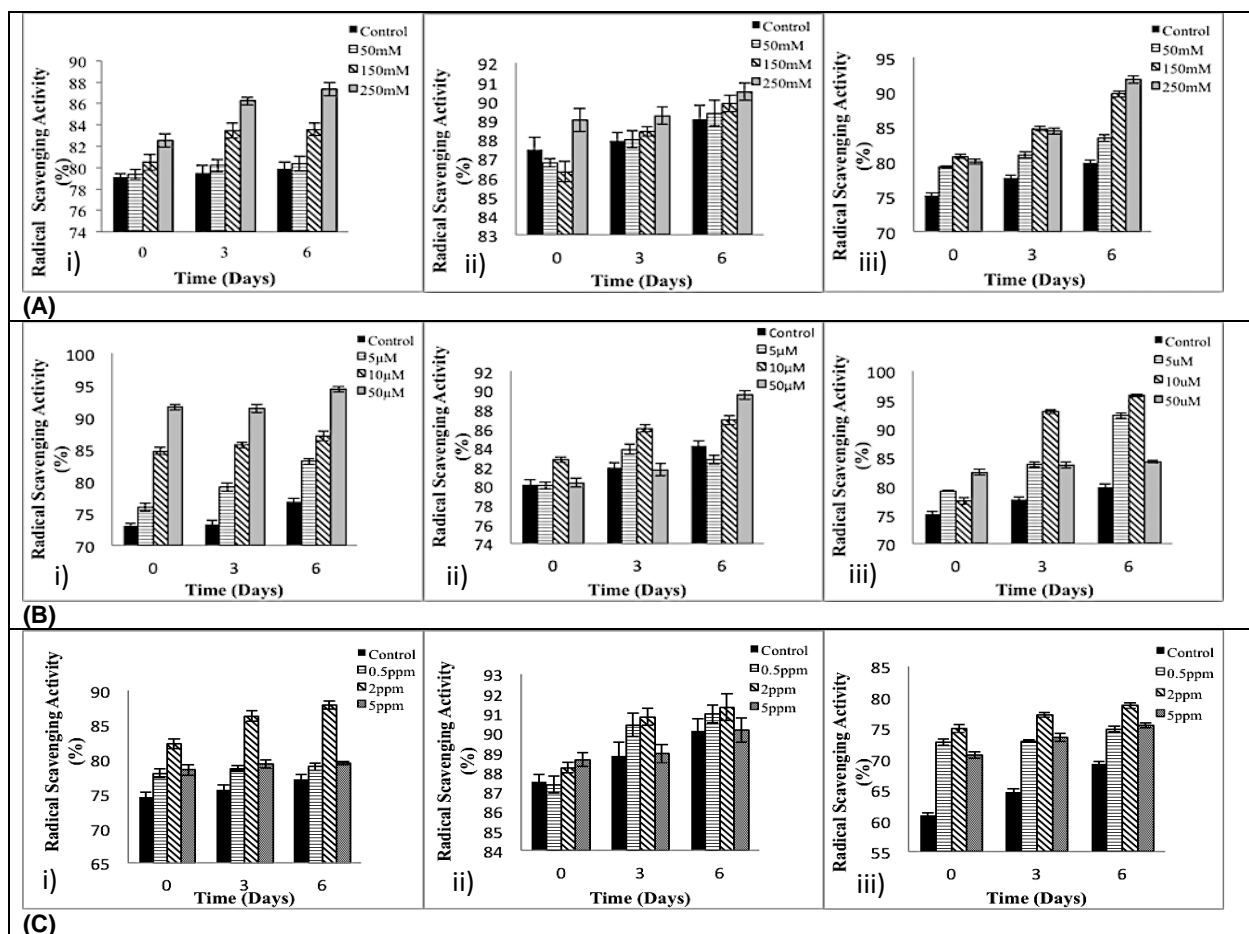 Control
50mM
150mM
250mM
Radical Scavenging Activity
(%)
90
88
86
84
82
80
78
76
74
0 3 6
Time (Days)
i)
Control
50mM
150mM
250mM
Radical Scavenging Activity
(%)
92
91
90
89
88
87
86
85
84
83
0 3 6
Time (Days)
ii)
Control
50mM
150mM
250mM
Radical Scavenging Activity
(%)
95
90
85
80
75
70
0 3 6
Time (Days)
iii)
(A)
Control
5µM
10µM
50µM
Radical Scavenging Activity
(%)
100
95
90
85
80
75
70
0 3 6
Time (Days)
i)
Control
5µM
10µM
50µM
Radical Scavenging Activity
(%)
92
90
88
86
84
82
80
78
76
74
0 3 6
Time (Days)
ii)
Control
5uM
10uM
50uM
Radical Scavenging Activity
(%)
100
95
90
85
80
75
70
0 3 6
Time (Days)
iii)
(B)
Control
0.5ppm
2ppm
5ppm
Radical Scavenging Activity
(%)
90
85
80
75
70
65
0 3 6
Time (Days)
i)
Control
0.5ppm
2ppm
5ppm
Radical Scavenging Activity
(%)
93
92
91
90
89
88
87
86
85
84
0 3 6
Time (Days)
ii)
Control
0.5ppm
2ppm
5ppm
Radical Scavenging Activity
(%)
85
80
75
70
65
60
55
0 3 6
Time (Days)
iii)
(C)